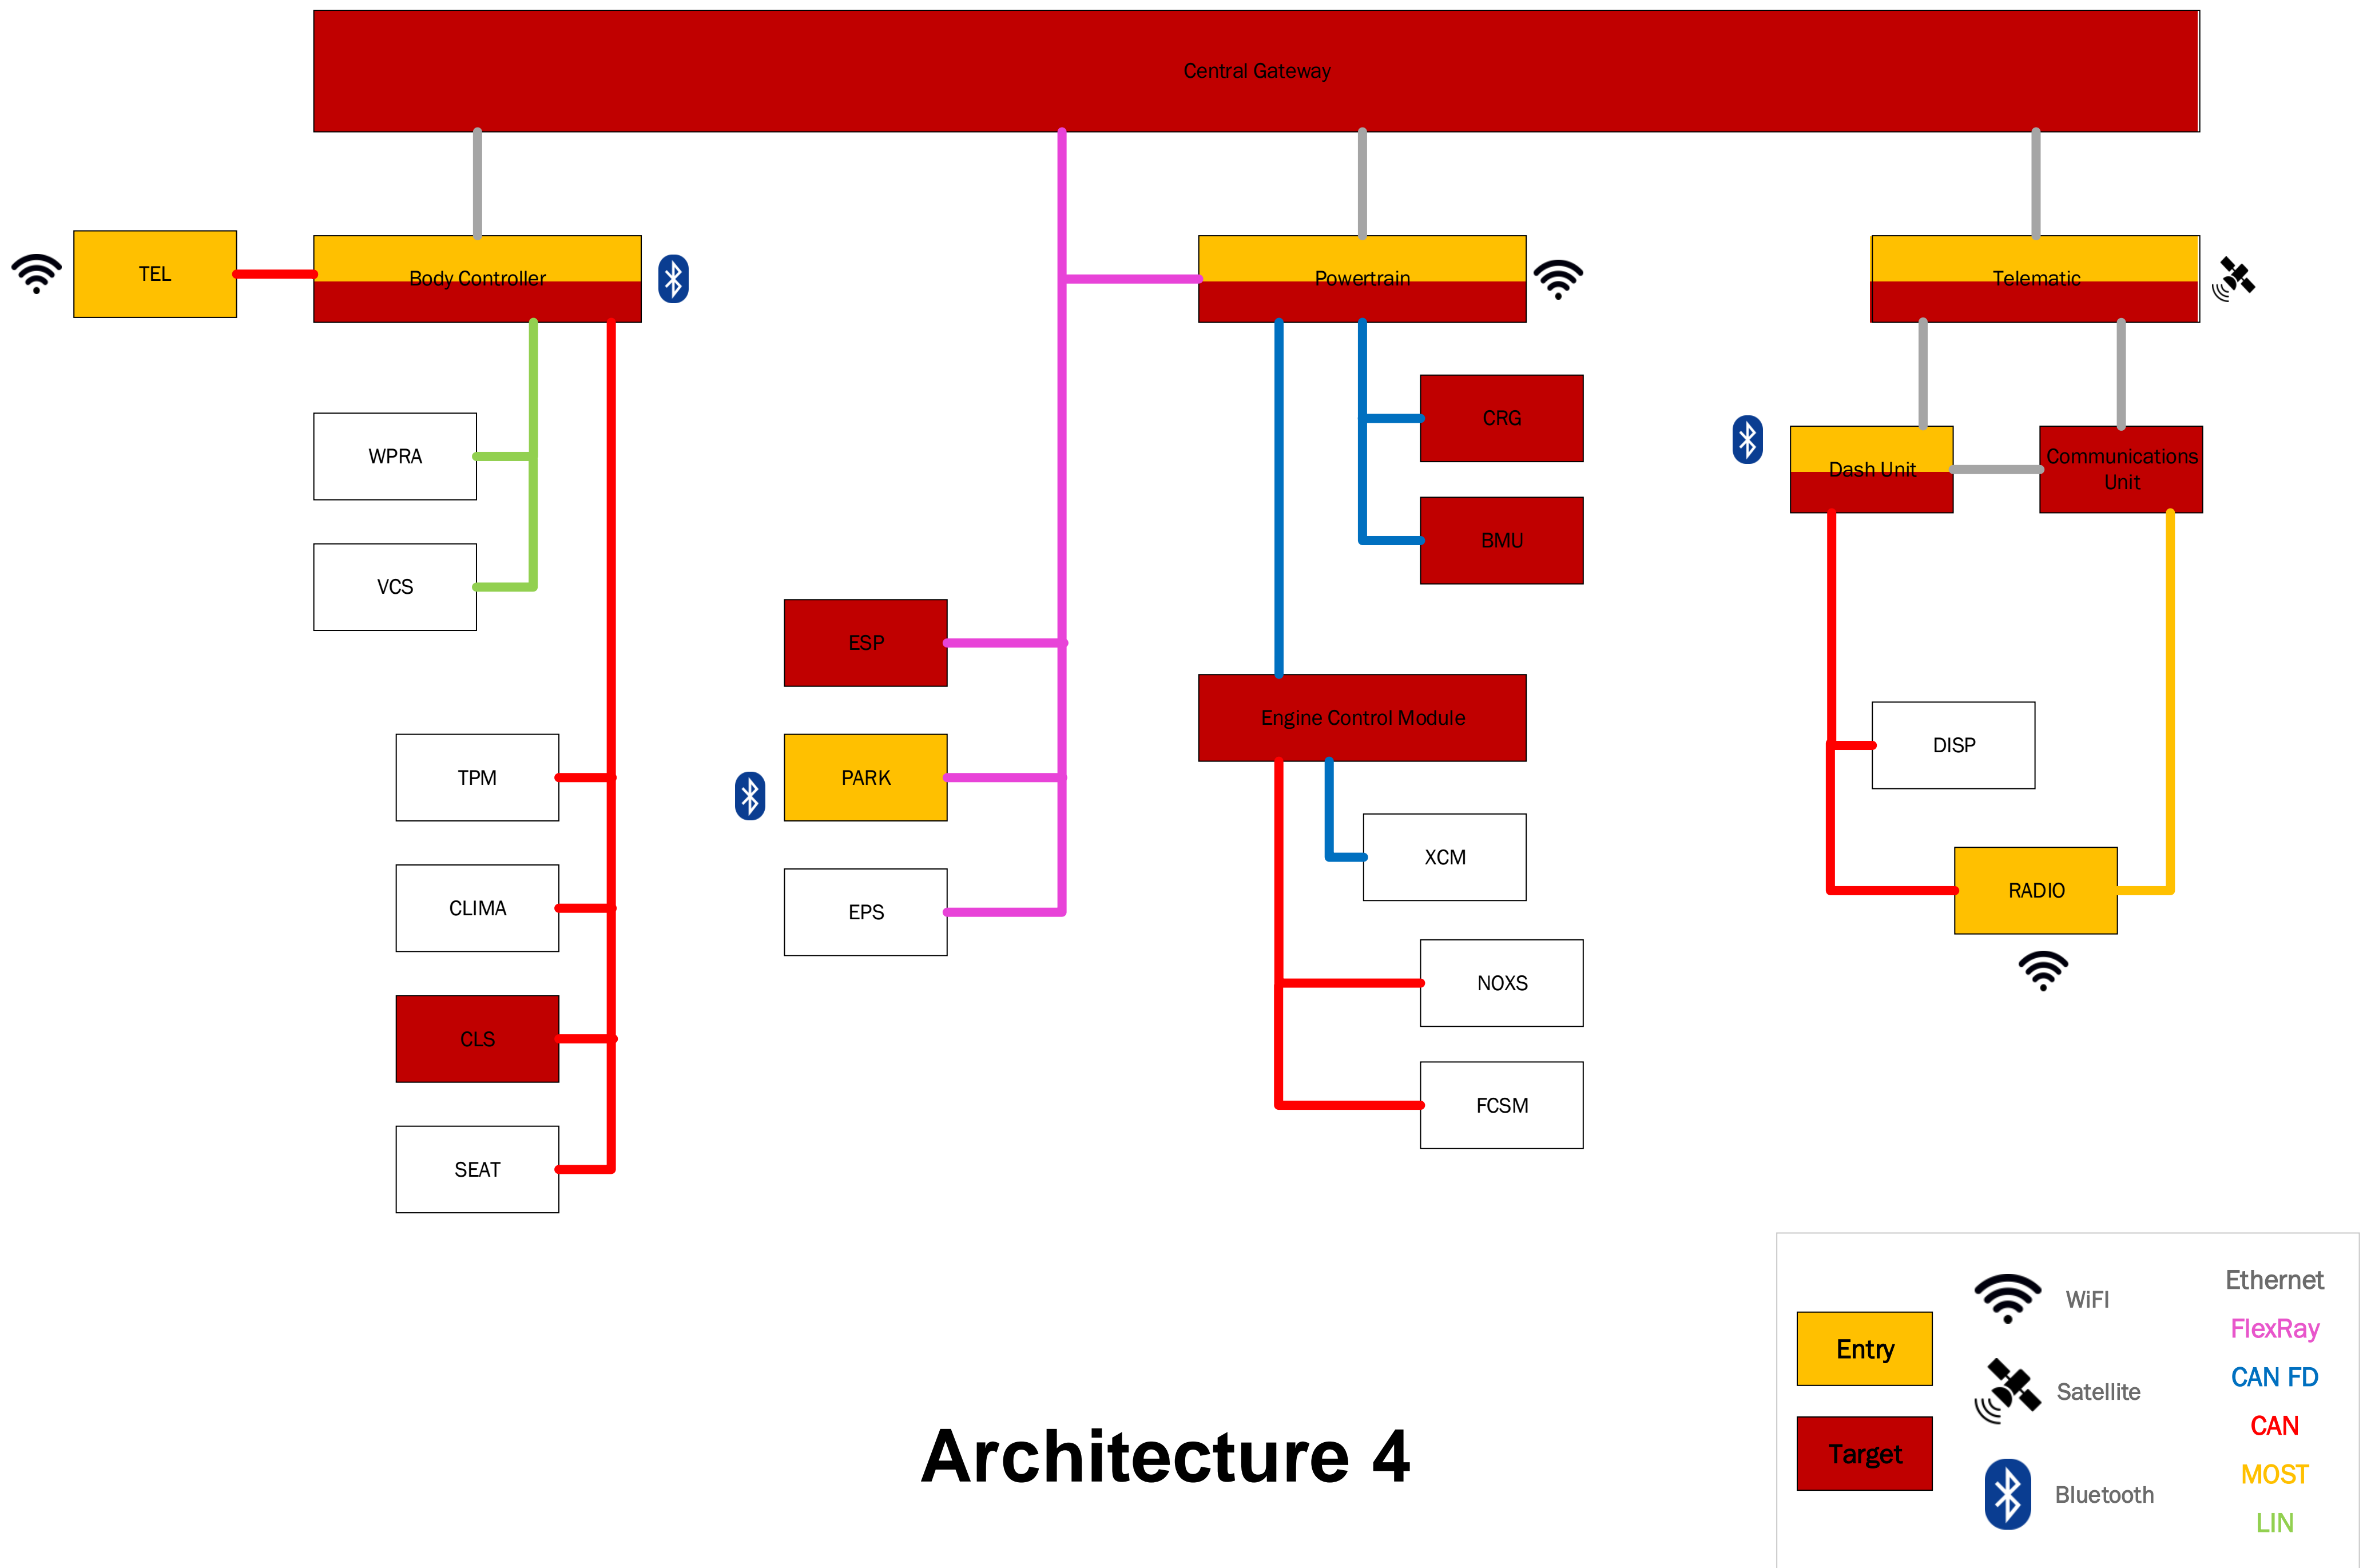 Central Gateway
TEL
Body Controller
Powertrain
Telematic
WPRA
CRG
Dash Unit
Communications
Unit
BMU
VCS
ESP
Engine Control Module
TPM
PARK
DISP
XCM
CLIMA
EPS
RADIO
NOXS
CLS
FCSM
SEAT
Entry
Target
WiFI
Satellite
Bluetooth
Ethernet
FlexRay
CAN FD
CAN
MOST
LIN
Architecture 4